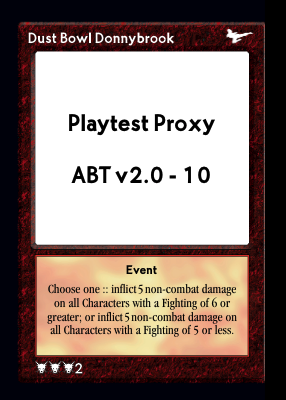 Dust Bowl Donnybrook
Playtest Proxy
ABT v2.0 - 10
Event
Choose one :: inflict 5 non-combat damage
on all Characters with a Fighting of 6 or
greater; or inflict 5 non-combat damage on
all Characters with a Fighting of 5 or less.
2